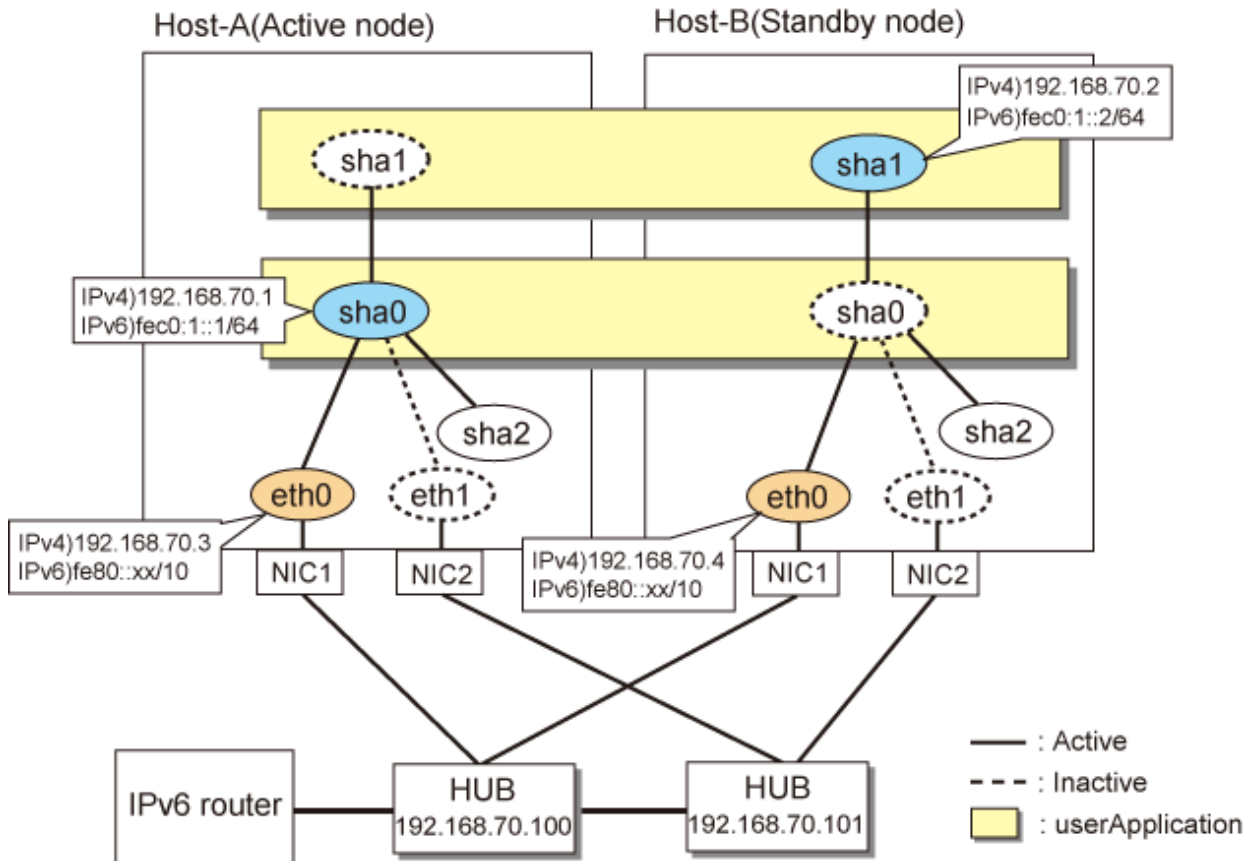 Host-A(Active node)
Host-B(Standby node)
IPv4)192.168.70.2
IPv6)fec0:1::2/64
sha1
sha1
IPv4)192.168.70.1
IPv6)fec0:1::1/64
sha0
sha0
sha2
sha2
eth0
eth1
eth0
eth1
IPv4)192.168.70.3
IPv6)fe80::xx/10
NIC1
NIC2
IPv4)192.168.70.4
IPv6)fe80::xx/10
NIC1
NIC2
IPv6 router
HUB
192.168.70.100
HUB
192.168.70.101
: Active
: Inactive
: userApplication